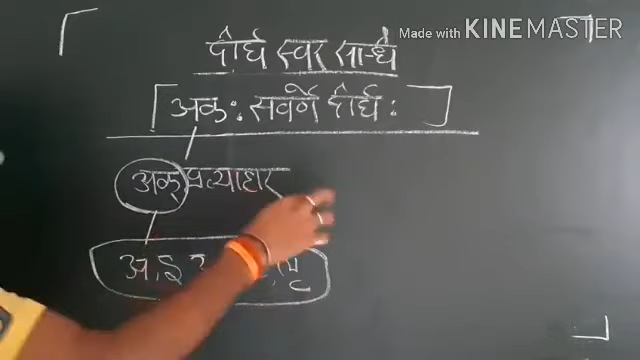 Made with KINEMASTER
दीर्घ स्वर सन्धि
[ अकः सवर्णे दीर्घः ]
अक् प्रत्याहार
अ, इ